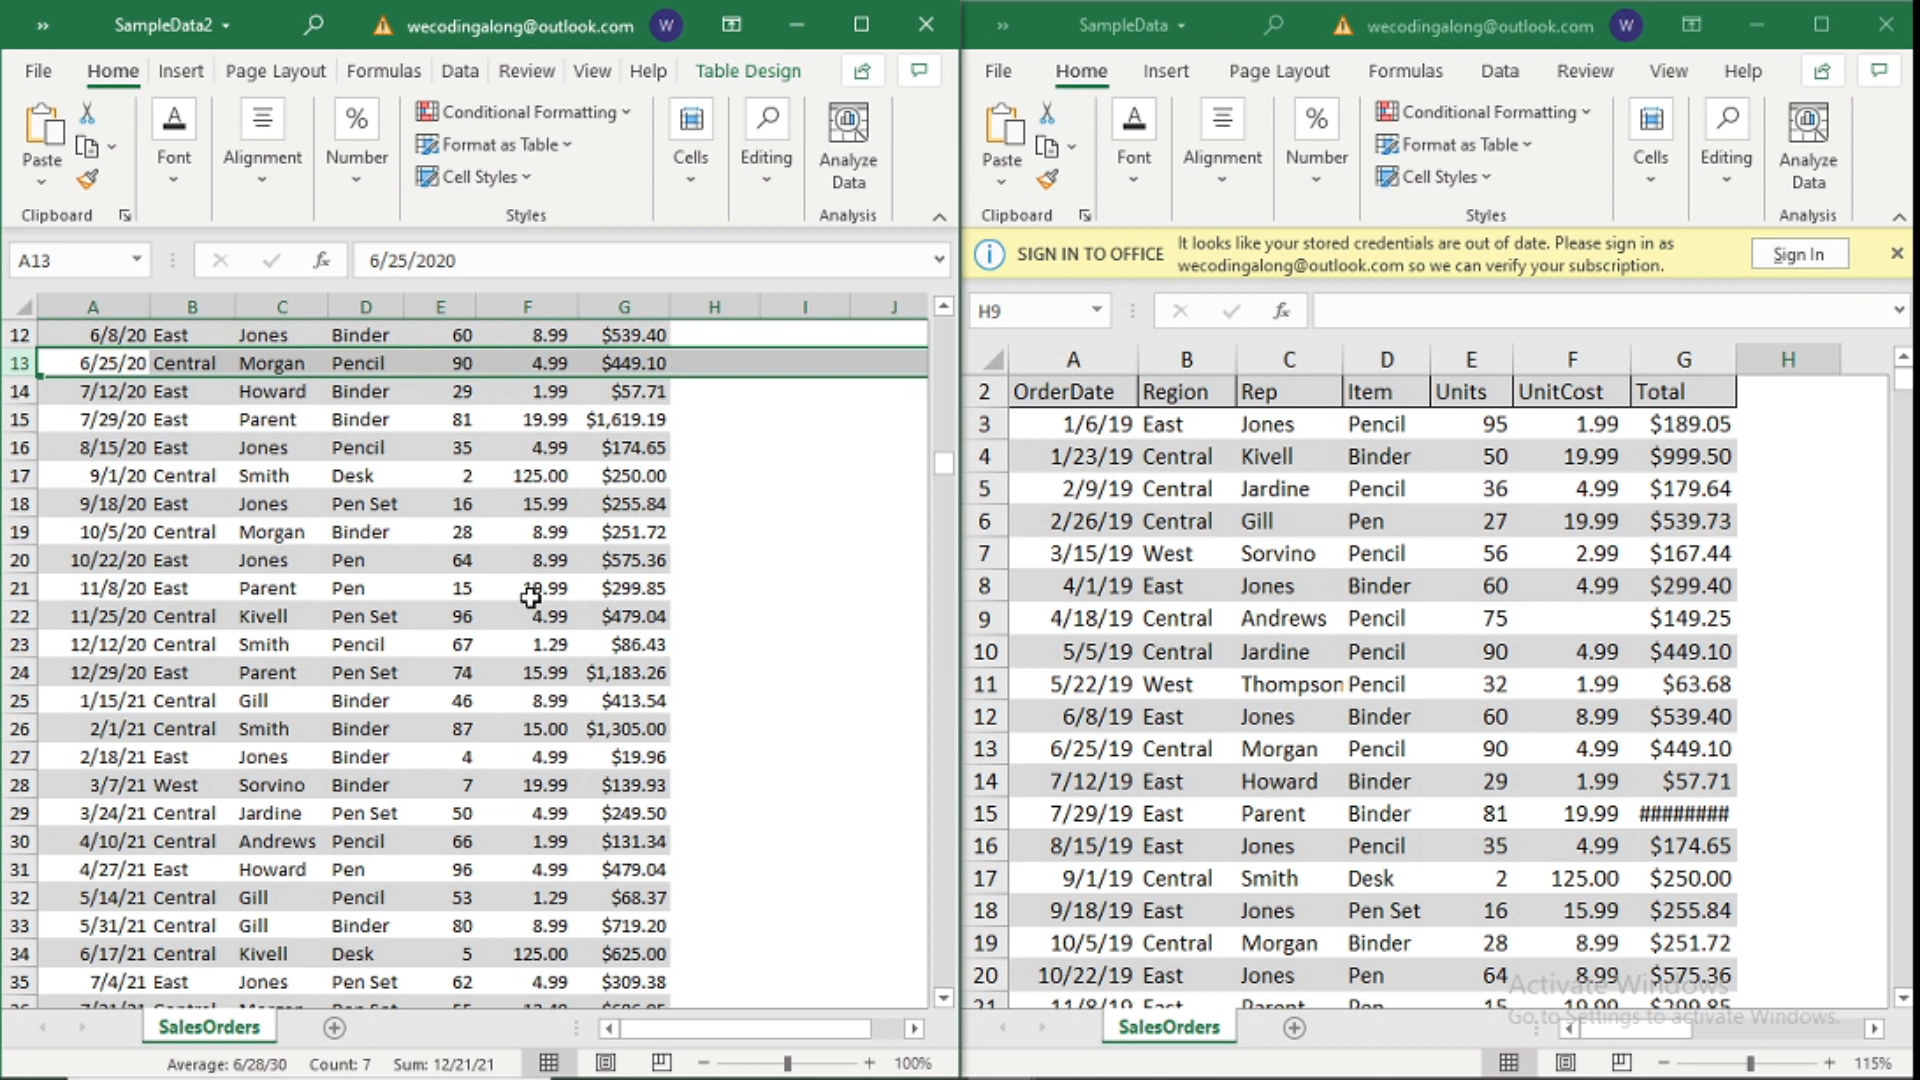 SampleData2
wecodingalong@outlook.com
W
File Home Insert Page Layout Formulas Data Review View Help Table Design
Paste
Clipboard
Font
Alignment
Number
Conditional Formatting
Format as Table
Cell Styles
Styles
Cells
Editing
Analyze Data
Analysis
A13
6/25/2020
A B C D E F G H I J
12 6/8/20 East Jones Binder 60 8.99 $539.40
13 6/25/20 Central Morgan Pencil 90 4.99 $449.10
14 7/12/20 East Howard Binder 29 1.99 $57.71
15 7/29/20 East Parent Binder 81 19.99 $1,619.19
16 8/15/20 East Jones Pencil 35 4.99 $174.65
17 9/1/20 Central Smith Desk 2 125.00 $250.00
18 9/18/20 East Jones Pen Set 16 15.99 $255.84
19 10/5/20 Central Morgan Binder 28 8.99 $251.72
20 10/22/20 East Jones Pen 64 8.99 $575.36
21 11/8/20 East Parent Pen 15 $299.85
22 11/25/20 Central Kivell Pen Set 96 4.99 $479.04
23 12/12/20 Central Smith Pencil 67 1.29 $86.43
24 12/29/20 East Parent Pen Set 74 15.99 $1,183.26
25 1/15/21 Central Gill Binder 46 8.99 $413.54
26 2/1/21 Central Smith Binder 87 15.00 $1,305.00
27 2/18/21 East Jones Binder 4 4.99 $19.96
28 3/7/21 West Sorvino Binder 7 19.99 $139.93
29 3/24/21 Central Jardine Pen Set 50 4.99 $249.50
30 4/10/21 Central Andrews Pencil 66 1.99 $131.34
31 4/27/21 East Howard Pen 96 4.99 $479.04
32 5/14/21 Central Gill Pencil 53 1.29 $68.37
33 5/31/21 Central Gill Binder 80 8.99 $719.20
34 6/17/21 Central Kivell Desk 5 125.00 $625.00
35 7/4/21 East Jones Pen Set 62 4.99 $309.38
SalesOrders
Average: 6/28/30 Count: 7 Sum: 12/21/21 100%
SampleData
wecodingalong@outlook.com
W
File Home Insert Page Layout Formulas Data Review View Help
Paste
Clipboard
Font
Alignment
Number
Conditional Formatting
Format as Table
Cell Styles
Styles
Cells
Editing
Analyze Data
Analysis
SIGN IN TO OFFICE
It looks like your stored credentials are out of date. Please sign in as
wecodingalong@outlook.com so we can verify your subscription.
Sign In
H9
A B C D E F G H
2 OrderDate Region Rep Item Units UnitCost Total
3 1/6/19 East Jones Pencil 95 1.99 $189.05
4 1/23/19 Central Kivell Binder 50 19.99 $999.50
5 2/9/19 Central Jardine Pencil 36 4.99 $179.64
6 2/26/19 Central Gill Pen 27 19.99 $539.73
7 3/15/19 West Sorvino Pencil 56 2.99 $167.44
8 4/1/19 East Jones Binder 60 4.99 $299.40
9 4/18/19 Central Andrews Pencil 75 $149.25
10 5/5/19 Central Jardine Pencil 90 4.99 $449.10
11 5/22/19 West Thompson Pencil 32 1.99 $63.68
12 6/8/19 East Jones Binder 60 8.99 $539.40
13 6/25/19 Central Morgan Pencil 90 4.99 $449.10
14 7/12/19 East Howard Binder 29 1.99 $57.71
15 7/29/19 East Parent Binder 81 19.99 ########
16 8/15/19 East Jones Pencil 35 4.99 $174.65
17 9/1/19 Central Smith Desk 2 125.00 $250.00
18 9/18/19 East Jones Pen Set 16 15.99 $255.84
19 10/5/19 Central Morgan Binder 28 8.99 $251.72
20 10/22/19 East Jones Pen 64 8.99 $575.36
21 11/8/19 East Parent Pen 15 19.99 $299.85
Activate Windows
Go to Settings to activate Windows.
SalesOrders
115%